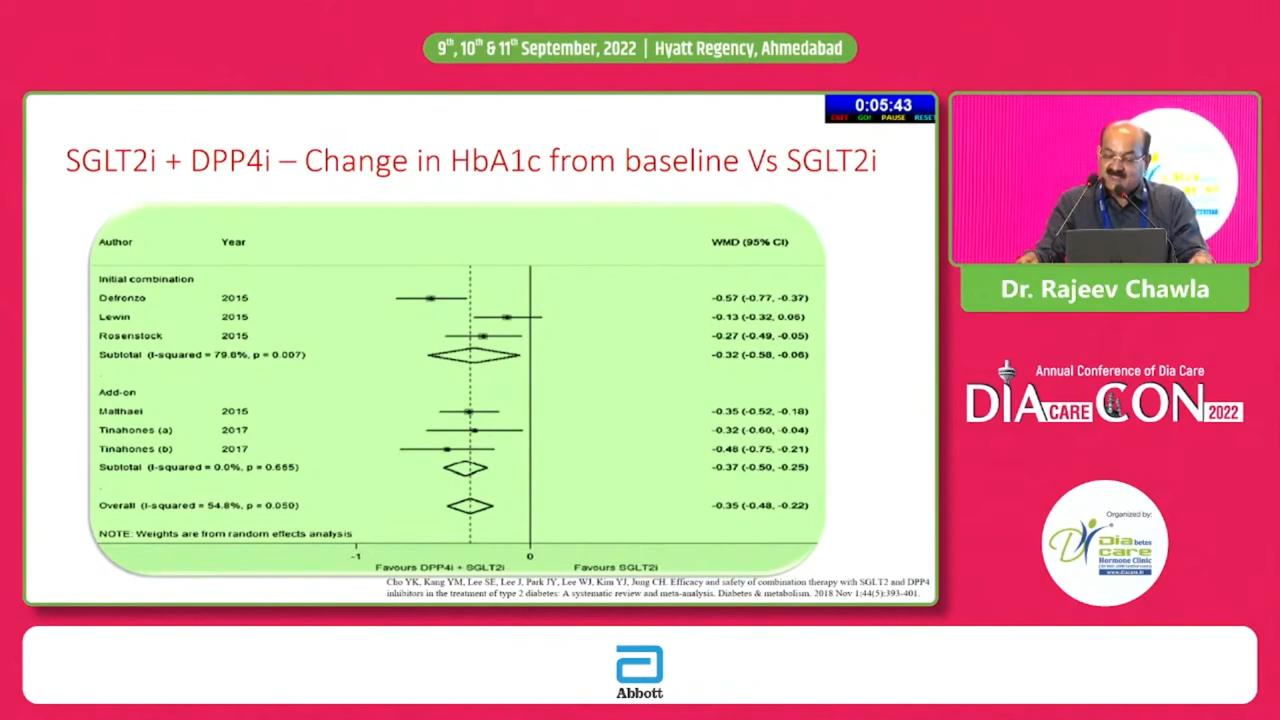 9th, 10th & 11th September, 2022 | Hyatt Regency, Ahmedabad
0:05:43
EXIT GO! PAUSE RESET
SGLT2i + DPP4i – Change in HbA1c from baseline Vs SGLT2i
Author Year WMD (95% CI)
Initial combination
Defronzo 2015 -0.57 (-0.77, -0.37)
Lewin 2015 -0.13 (-0.32, 0.06)
Rosenstock 2015 -0.27 (-0.49, -0.05)
Subtotal (I-squared = 79.8%, p = 0.007) -0.32 (-0.58, -0.06)
Add-on
Matthaei 2015 -0.35 (-0.52, -0.18)
Tinahones (a) 2017 -0.32 (-0.60, -0.04)
Tinahones (b) 2017 -0.48 (-0.75, -0.21)
Subtotal (I-squared = 0.0%, p = 0.665) -0.37 (-0.50, -0.25)
Overall (I-squared = 54.8%, p = 0.050) -0.35 (-0.48, -0.22)
NOTE: Weights are from random effects analysis
-1 0
Favours DPP4i + SGLT2i Favours SGLT2i
Cho YK, Kang YM, Lee SE, Lee J, Park JY, Lee WJ, Kim YJ, Jung CH. Efficacy and safety of combination therapy with SGLT2 and DPP4
inhibitors in the treatment of type 2 diabetes: A systematic review and meta-analysis. Diabetes & metabolism. 2018 Nov 1;44(5):393-401.
Dr. Rajeev Chawla
Annual Conference of Dia Care
DIA CARE CON 2022
Organized by:
Diabetes
care
Hormone Clinic
Abbott